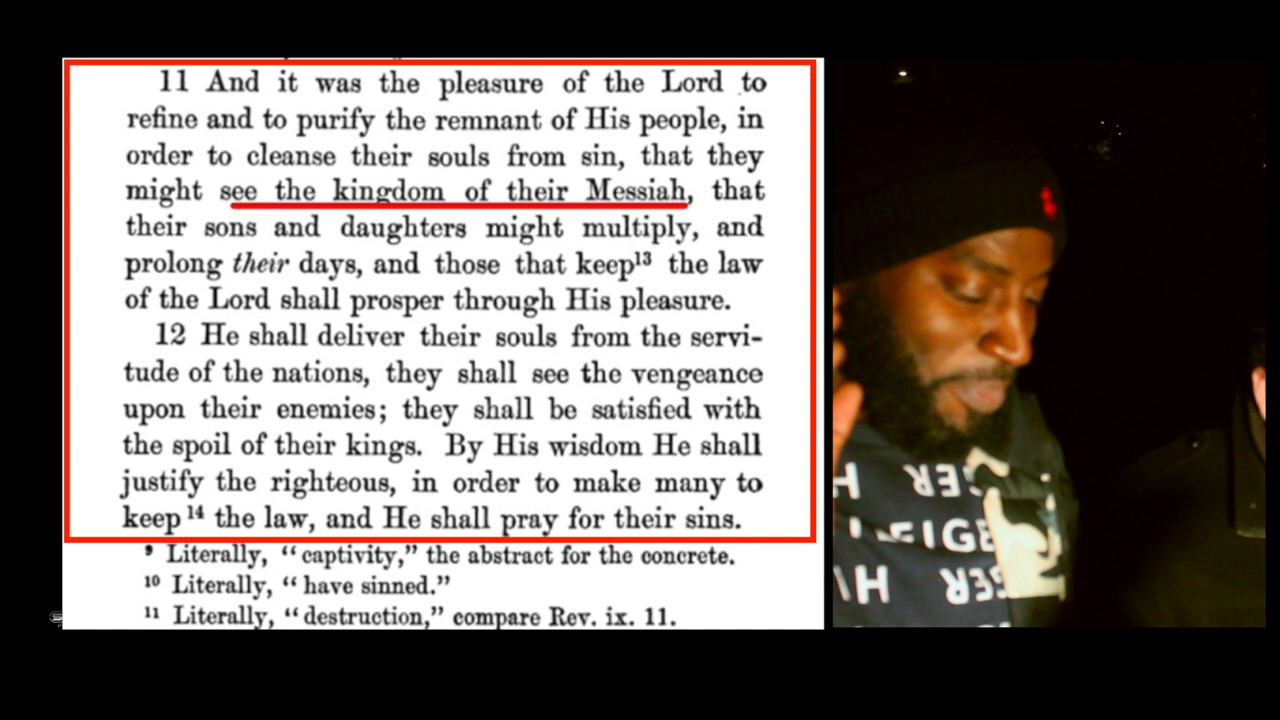 11 And it was the pleasure of the Lord to
refine and to purify the remnant of His people, in
order to cleanse their souls from sin, that they
might see the kingdom of their Messiah, that
their sons and daughters might multiply, and
prolong their days, and those that keep¹³ the law
of the Lord shall prosper through His pleasure.
12 He shall deliver their souls from the servi-
tude of the nations, they shall see the vengeance
upon their enemies; they shall be satisfied with
the spoil of their kings. By His wisdom He shall
justify the righteous, in order to make many to
keep¹⁴ the law, and He shall pray for their sins.
⁹ Literally, “captivity,” the abstract for the concrete.
¹⁰ Literally, “have sinned.”
¹¹ Literally, “destruction,” compare Rev. ix. 11.